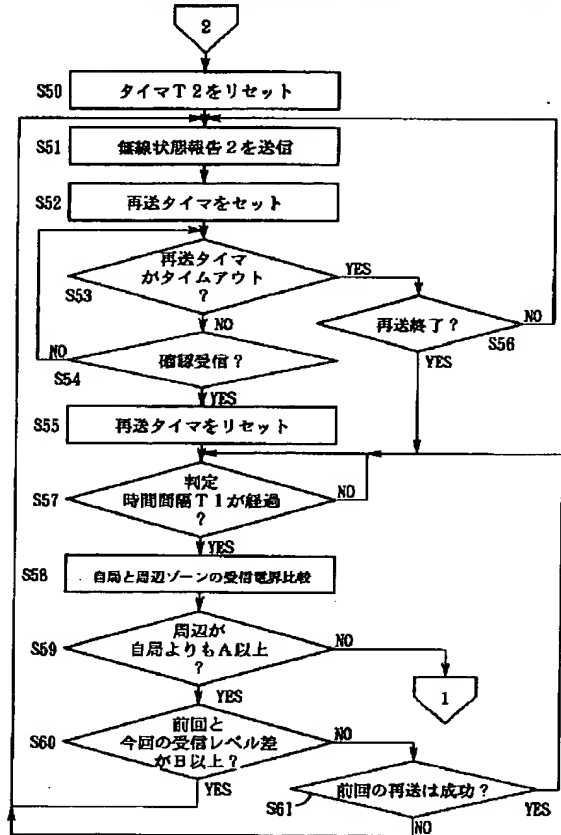 2
S50
タイマT2をリセット
S51
無線状態報告2を送信
S52
再送タイマをセット
再送タイマ
がタイムアウト
?
S53
YES
NO
再送終了?
NO
S56
YES
NO
確認受信?
S54
YES
S55
再送タイマをリセット
判定
時間間隔T1が経過
?
S57
NO
YES
S58
自局と周辺ゾーンの受信電界比較
周辺が
自局よりもA以上
?
S59
NO
1
YES
前回と
今回の受信レベル差
がB以上?
S60
NO
YES
前回の再送は成功?
S61
YES
NO